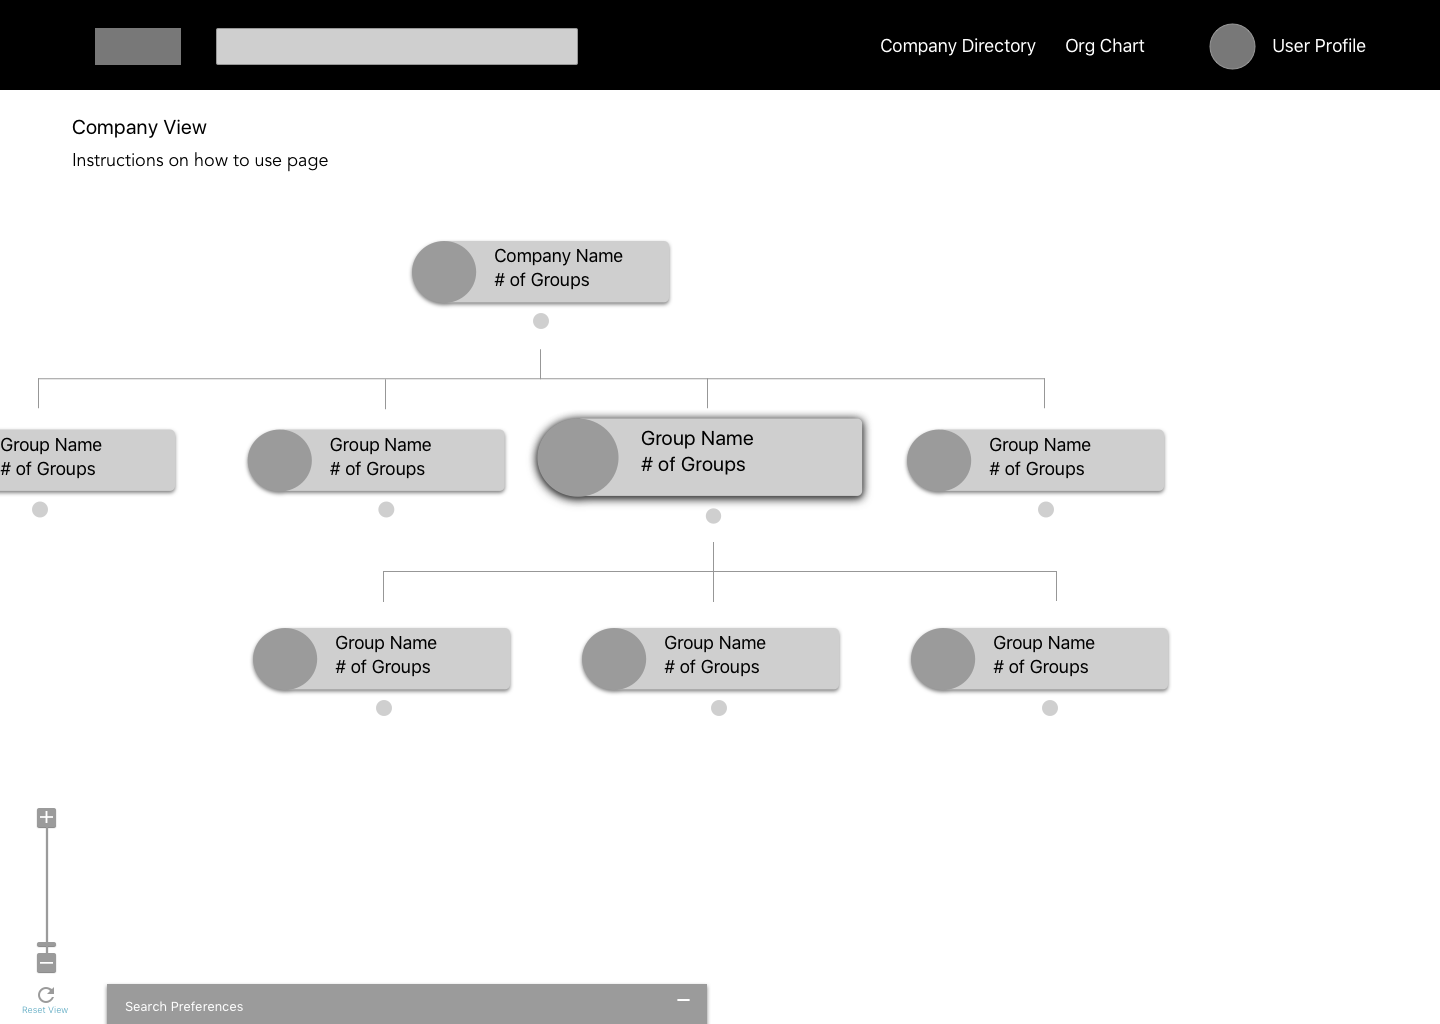 Company Directory
Org Chart
User Profile
Company View
Instructions on how to use page
Company Name
# of Groups
Group Name
# of Groups
Group Name
# of Groups
Group Name
# of Groups
Group Name
# of Groups
Group Name
# of Groups
Group Name
# of Groups
Group Name
# of Groups
Reset View
Search Preferences